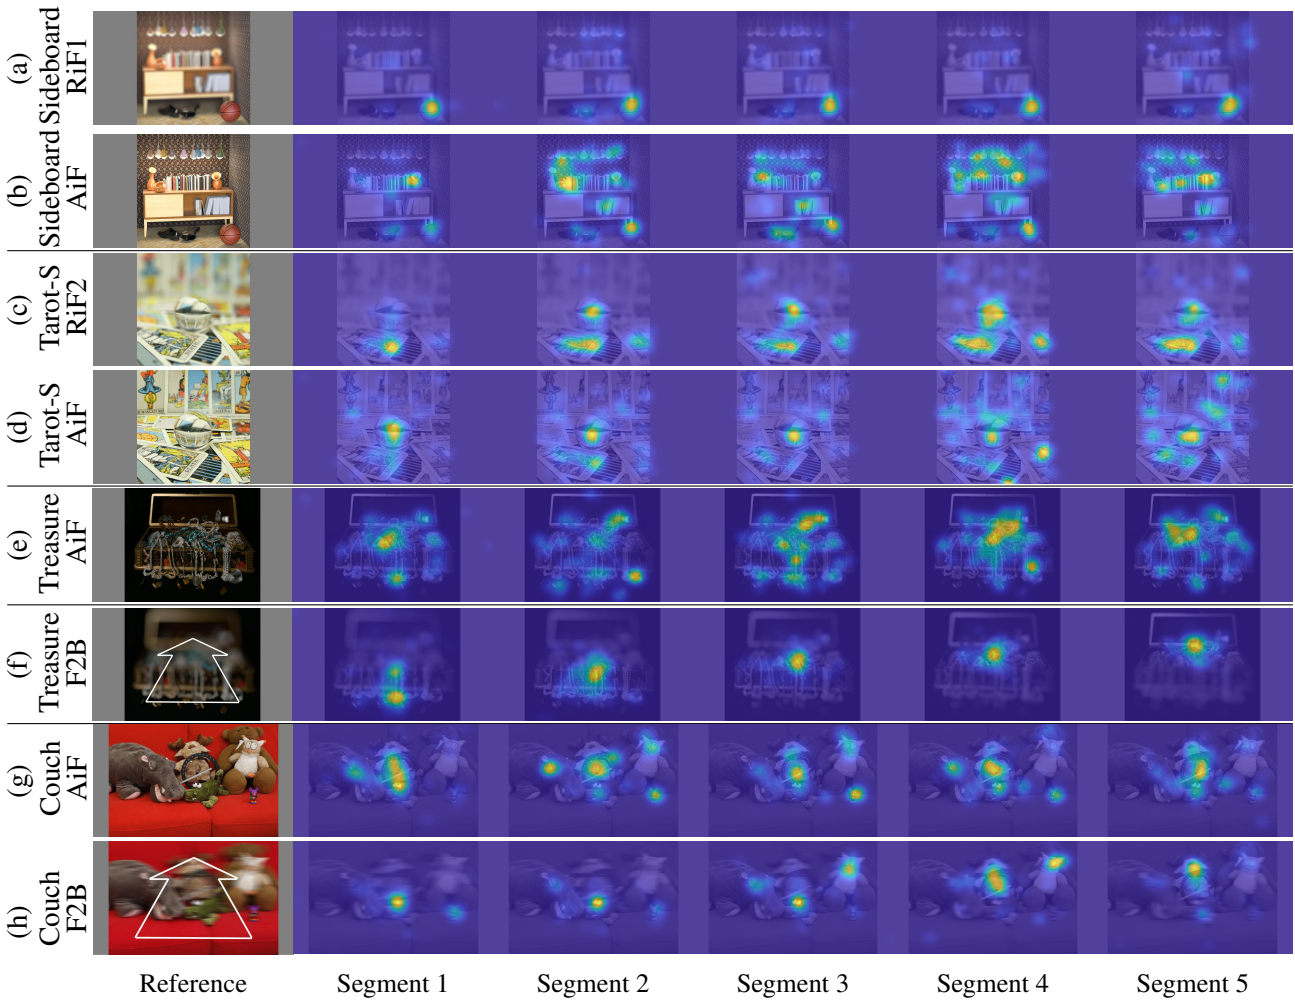 (a)
Sideboard
RiF1
(b)
Sideboard
AiF
(c)
Tarot-S
RiF2
(d)
Tarot-S
AiF
(e)
Treasure
AiF
(f)
Treasure
F2B
(g)
Couch
AiF
(h)
Couch
F2B
Reference Segment 1 Segment 2 Segment 3 Segment 4 Segment 5